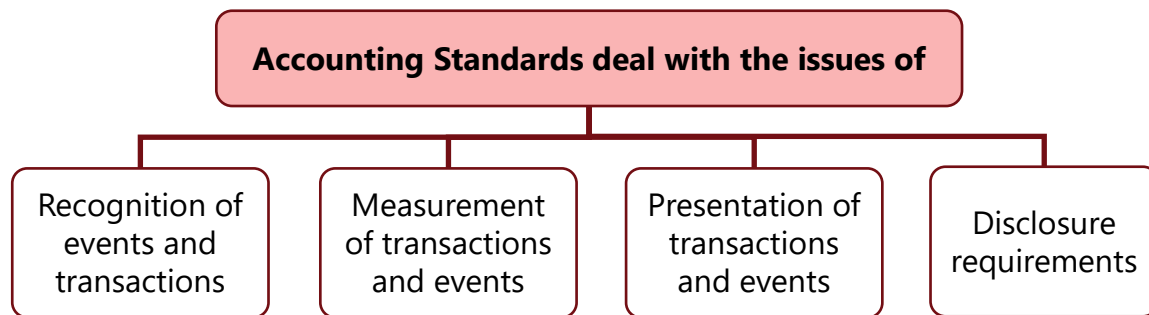 Accounting Standards deal with the issues of
Recognition of
events and
transactions
Measurement
of transactions
and events
Presentation of
transactions
and events
Disclosure
requirements